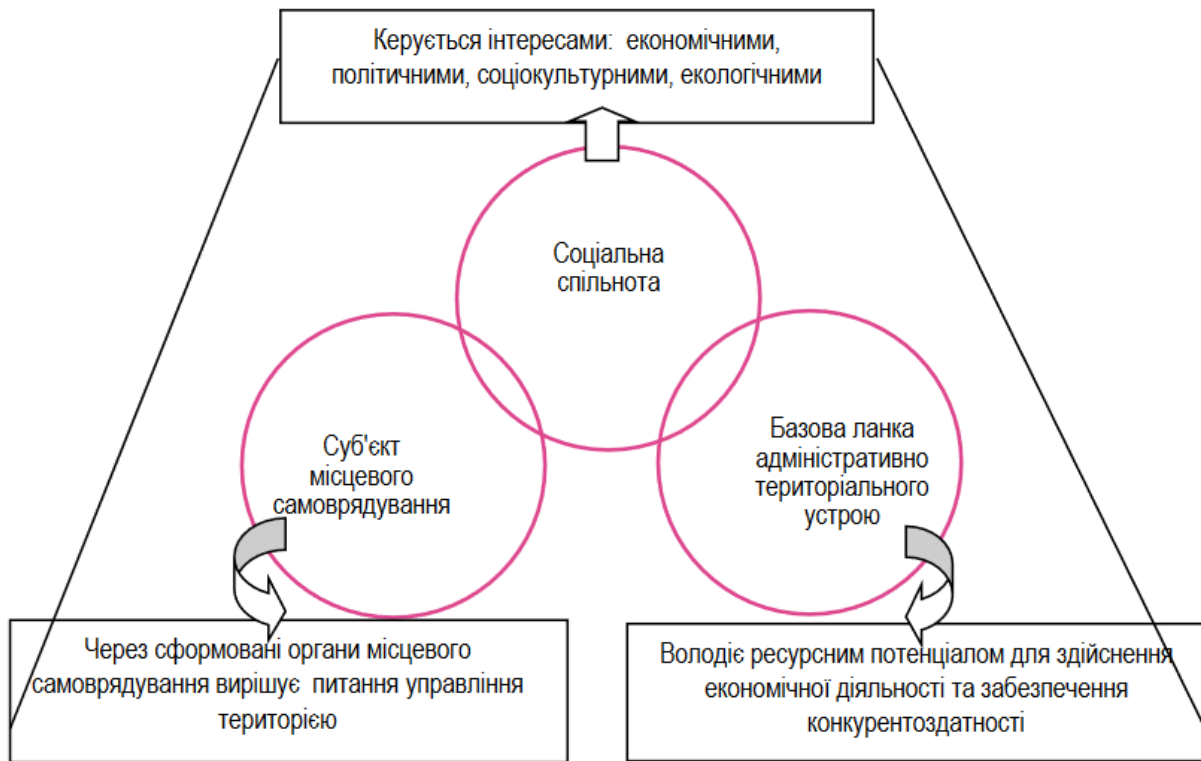 Керується інтересами: економічними,
політичними, соціокультурними, екологічними
Соціальна
спільнота
Суб'єкт
місцевого
самоврядування
Базова ланка
адміністративно
територіального
устрою
Через сформовані органи місцевого
самоврядування вирішує питання управління
територією
Володіє ресурсним потенціалом для здійснення
економічної діяльності та забезпечення
конкурентоздатності